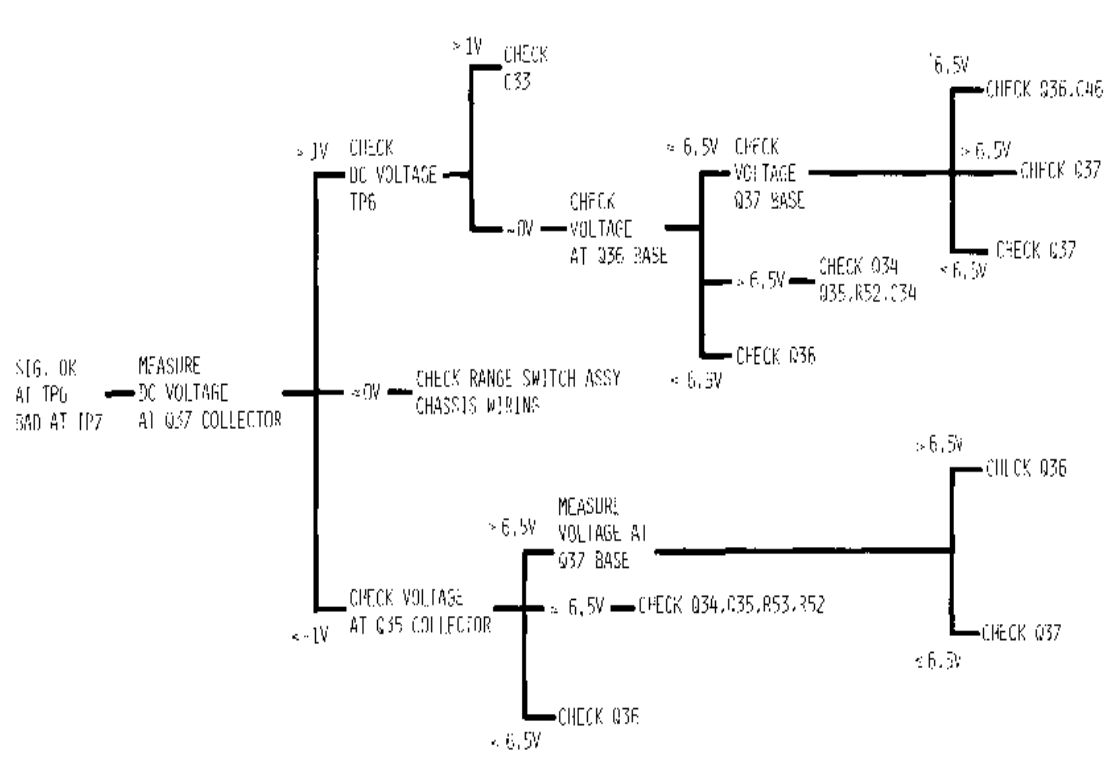 SIG. OK
AT TP6
BAD AT TP7
MEASURE
DC VOLTAGE
AT Q37 COLLECTOR
> 1V
CHECK
DC VOLTAGE
TP6
> 1V
CHECK
C33
≈0V
CHECK
VOLTAGE
AT Q36 BASE
≈ 6.5V
CHECK
VOLTAGE
Q37 BASE
6.5V
CHECK Q36,C46
> 6.5V
CHECK Q37
CHECK Q37
< 6.5V
> 6.5V
CHECK Q34
Q35,R52,C34
CHECK Q36
< 6.5V
≈0V
CHECK RANGE SWITCH ASSY
CHASSIS WIRING
CHECK VOLTAGE
AT Q35 COLLECTOR
<-1V
> 6.5V
MEASURE
VOLTAGE AT
Q37 BASE
> 6.5V
CHECK Q36
CHECK Q37
≤ 6.5V
≈ 6.5V
CHECK Q34,Q35,R53,R52
CHECK Q36
< 6.5V